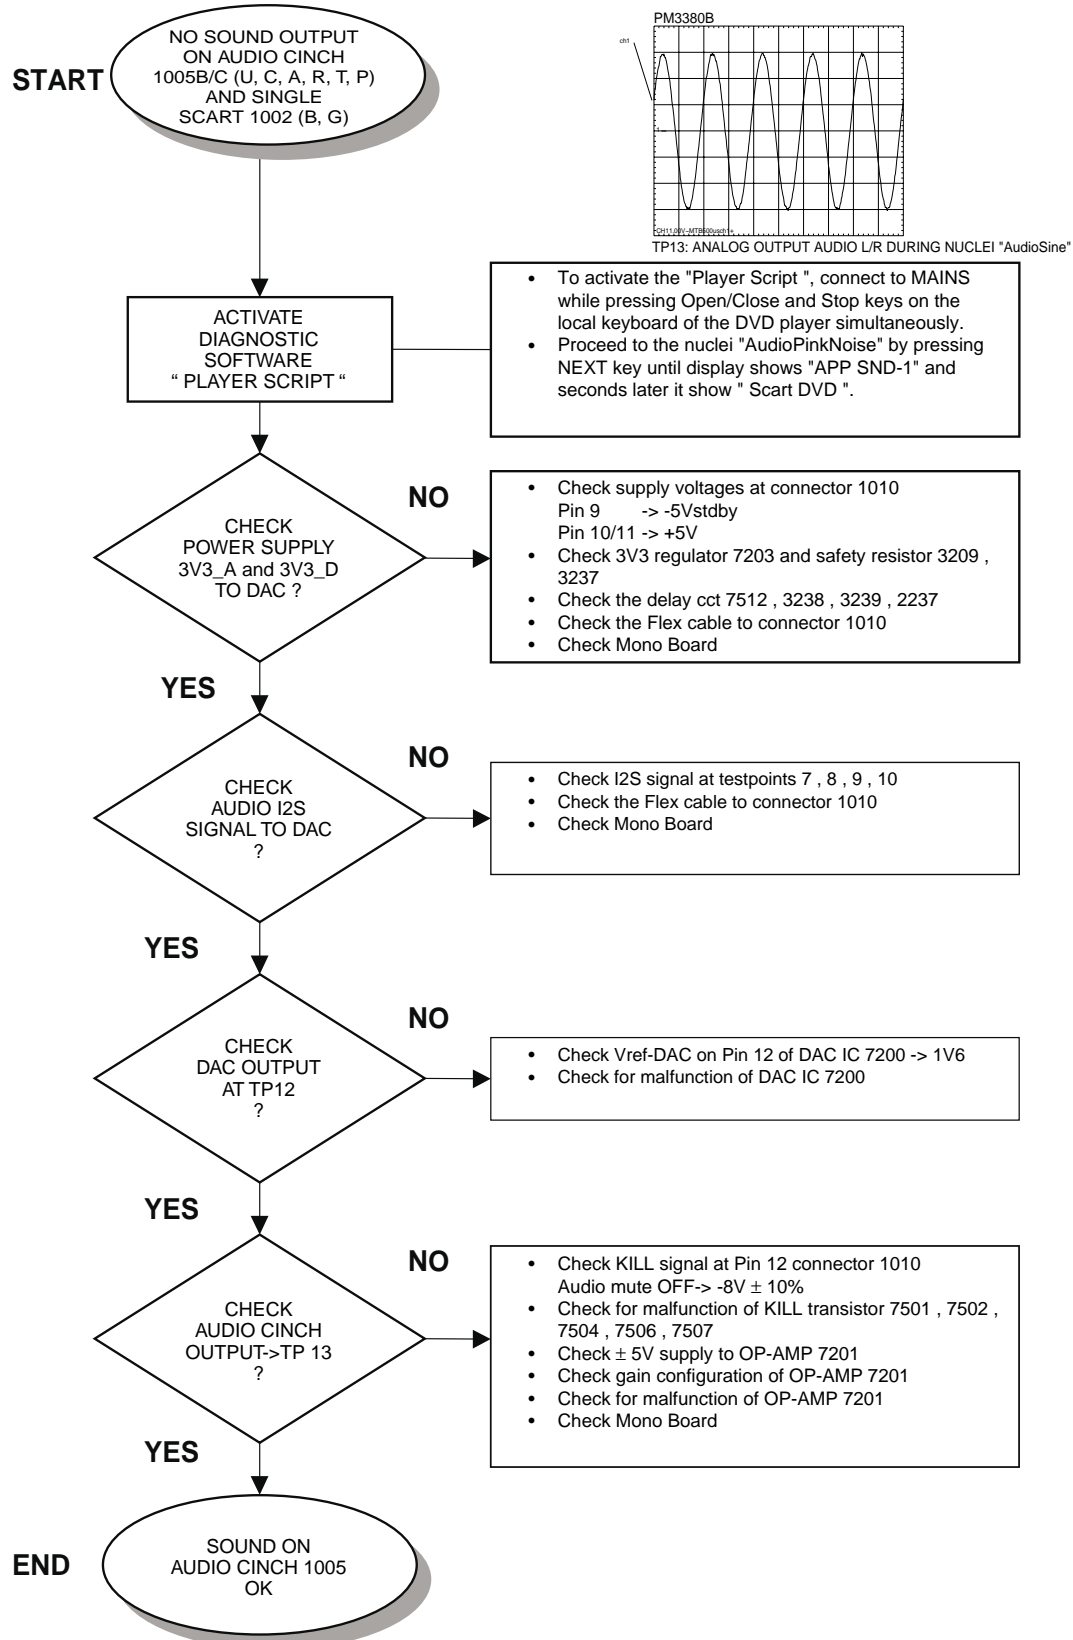 START
NO SOUND OUTPUT
ON AUDIO CINCH
1005B/C (U, C, A, R, T, P)
AND SINGLE
SCART 1002 (B, G)
PM3380B
ch1
1
CH11.00V~MTB500usch1+
TP13: ANALOG OUTPUT AUDIO L/R DURING NUCLEI "AudioSine"
ACTIVATE
DIAGNOSTIC
SOFTWARE
“ PLAYER SCRIPT “
• To activate the "Player Script ", connect to MAINS
while pressing Open/Close and Stop keys on the
local keyboard of the DVD player simultaneously.
• Proceed to the nuclei "AudioPinkNoise" by pressing
NEXT key until display shows "APP SND-1" and
seconds later it show " Scart DVD ".
CHECK
POWER SUPPLY
3V3_A and 3V3_D
TO DAC ?
NO
• Check supply voltages at connector 1010
Pin 9 -> -5Vstdby
Pin 10/11 -> +5V
• Check 3V3 regulator 7203 and safety resistor 3209 ,
3237
• Check the delay cct 7512 , 3238 , 3239 , 2237
• Check the Flex cable to connector 1010
• Check Mono Board
YES
CHECK
AUDIO I2S
SIGNAL TO DAC
?
NO
• Check I2S signal at testpoints 7 , 8 , 9 , 10
• Check the Flex cable to connector 1010
• Check Mono Board
YES
CHECK
DAC OUTPUT
AT TP12
?
NO
• Check Vref-DAC on Pin 12 of DAC IC 7200 -> 1V6
• Check for malfunction of DAC IC 7200
YES
CHECK
AUDIO CINCH
OUTPUT->TP 13
?
NO
• Check KILL signal at Pin 12 connector 1010
Audio mute OFF-> -8V ± 10%
• Check for malfunction of KILL transistor 7501 , 7502 ,
7504 , 7506 , 7507
• Check ± 5V supply to OP-AMP 7201
• Check gain configuration of OP-AMP 7201
• Check for malfunction of OP-AMP 7201
• Check Mono Board
YES
END
SOUND ON
AUDIO CINCH 1005
OK